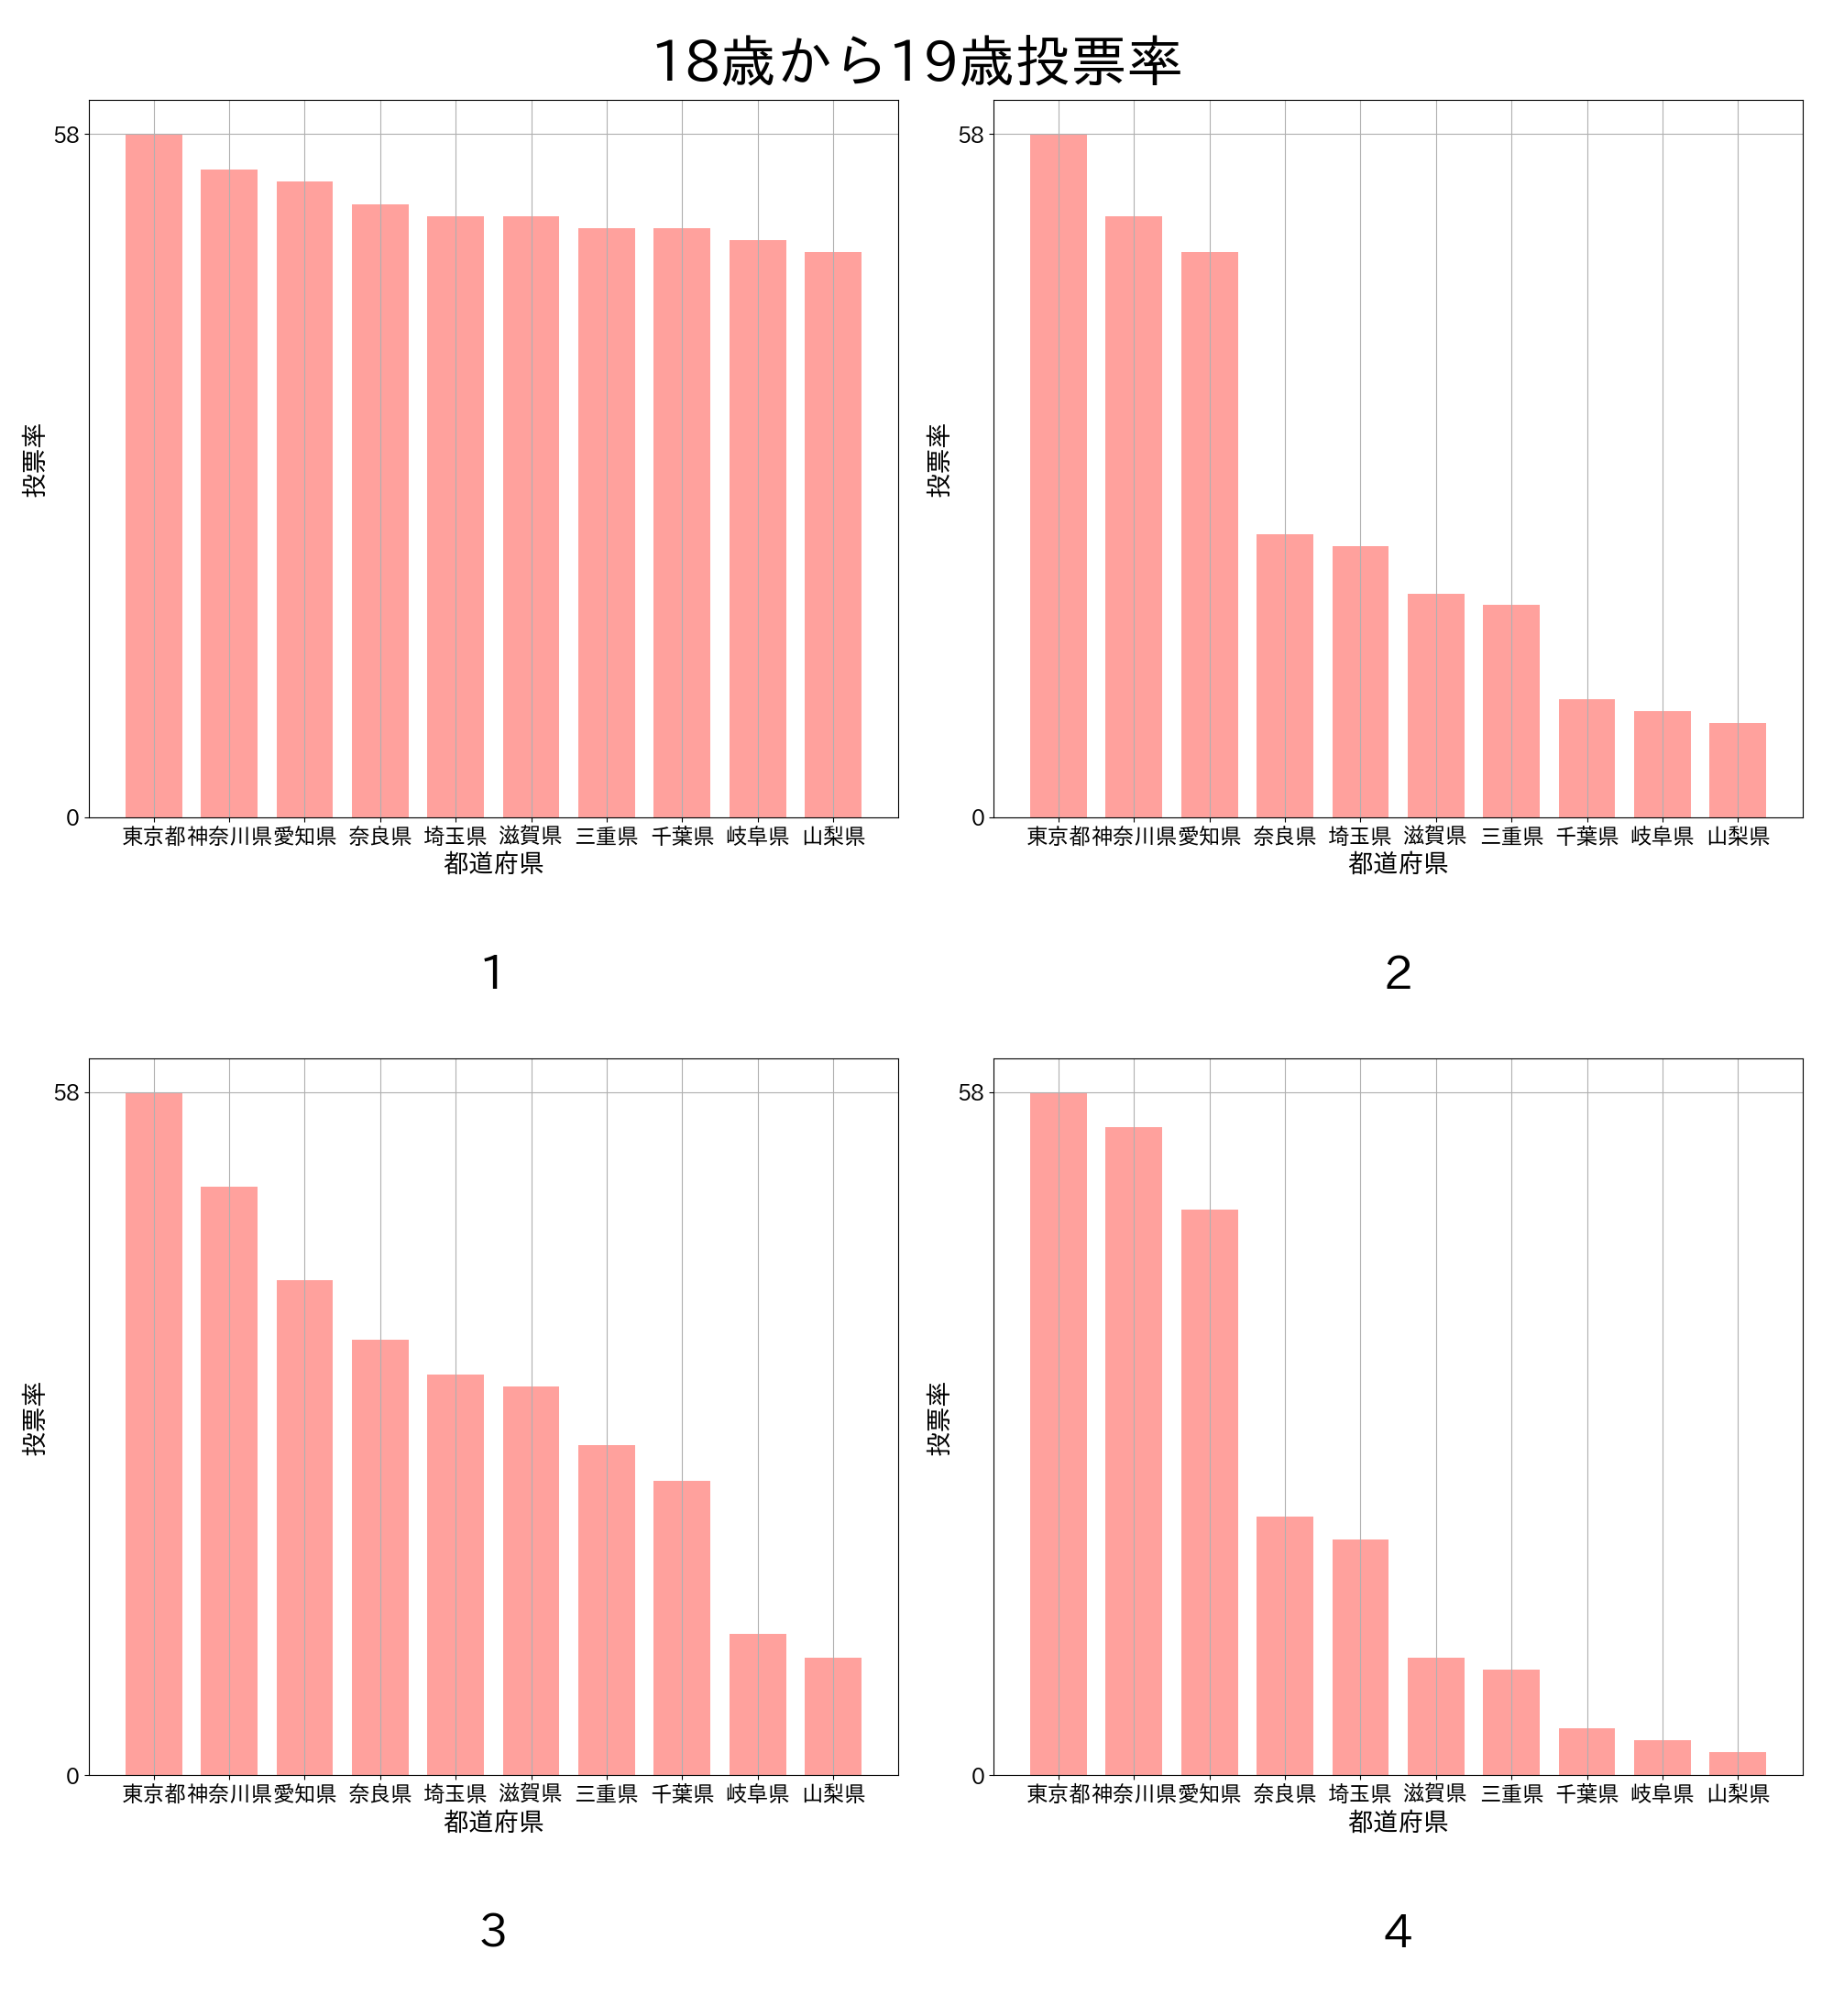 18歳から19歳投票率
58
0
投票率
東京都 神奈川県 愛知県 奈良県 埼玉県 滋賀県 三重県 千葉県 岐阜県 山梨県
都道府県
1
58
0
投票率
東京都 神奈川県 愛知県 奈良県 埼玉県 滋賀県 三重県 千葉県 岐阜県 山梨県
都道府県
2
58
0
投票率
東京都 神奈川県 愛知県 奈良県 埼玉県 滋賀県 三重県 千葉県 岐阜県 山梨県
都道府県
3
58
0
投票率
東京都 神奈川県 愛知県 奈良県 埼玉県 滋賀県 三重県 千葉県 岐阜県 山梨県
都道府県
4